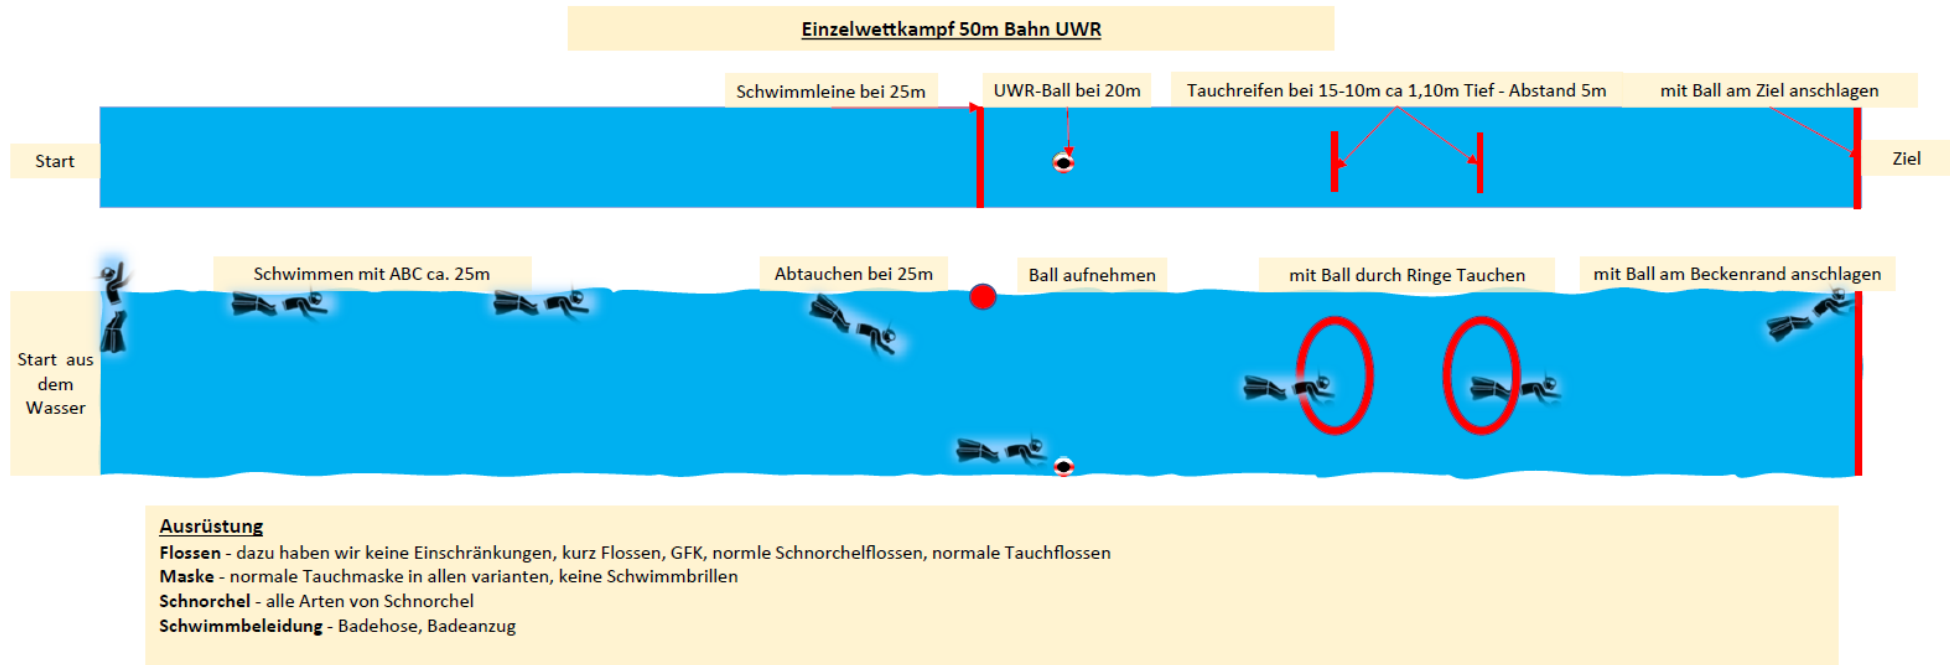 Einzelwettkampf 50m Bahn UWR
Schwimmleine bei 25m
UWR-Ball bei 20m
Tauchreifen bei 15-10m ca 1,10m Tief - Abstand 5m
mit Ball am Ziel anschlagen
Start
Ziel
Schwimmen mit ABC ca. 25m
Abtauchen bei 25m
Ball aufnehmen
mit Ball durch Ringe Tauchen
mit Ball am Beckenrand anschlagen
Start aus
dem
Wasser
Ausrüstung
Flossen - dazu haben wir keine Einschränkungen, kurz Flossen, GFK, normle Schnorchelflossen, normale Tauchflossen
Maske - normale Tauchmaske in allen varianten, keine Schwimmbrillen
Schnorchel - alle Arten von Schnorchel
Schwimmbeleidung - Badehose, Badeanzug